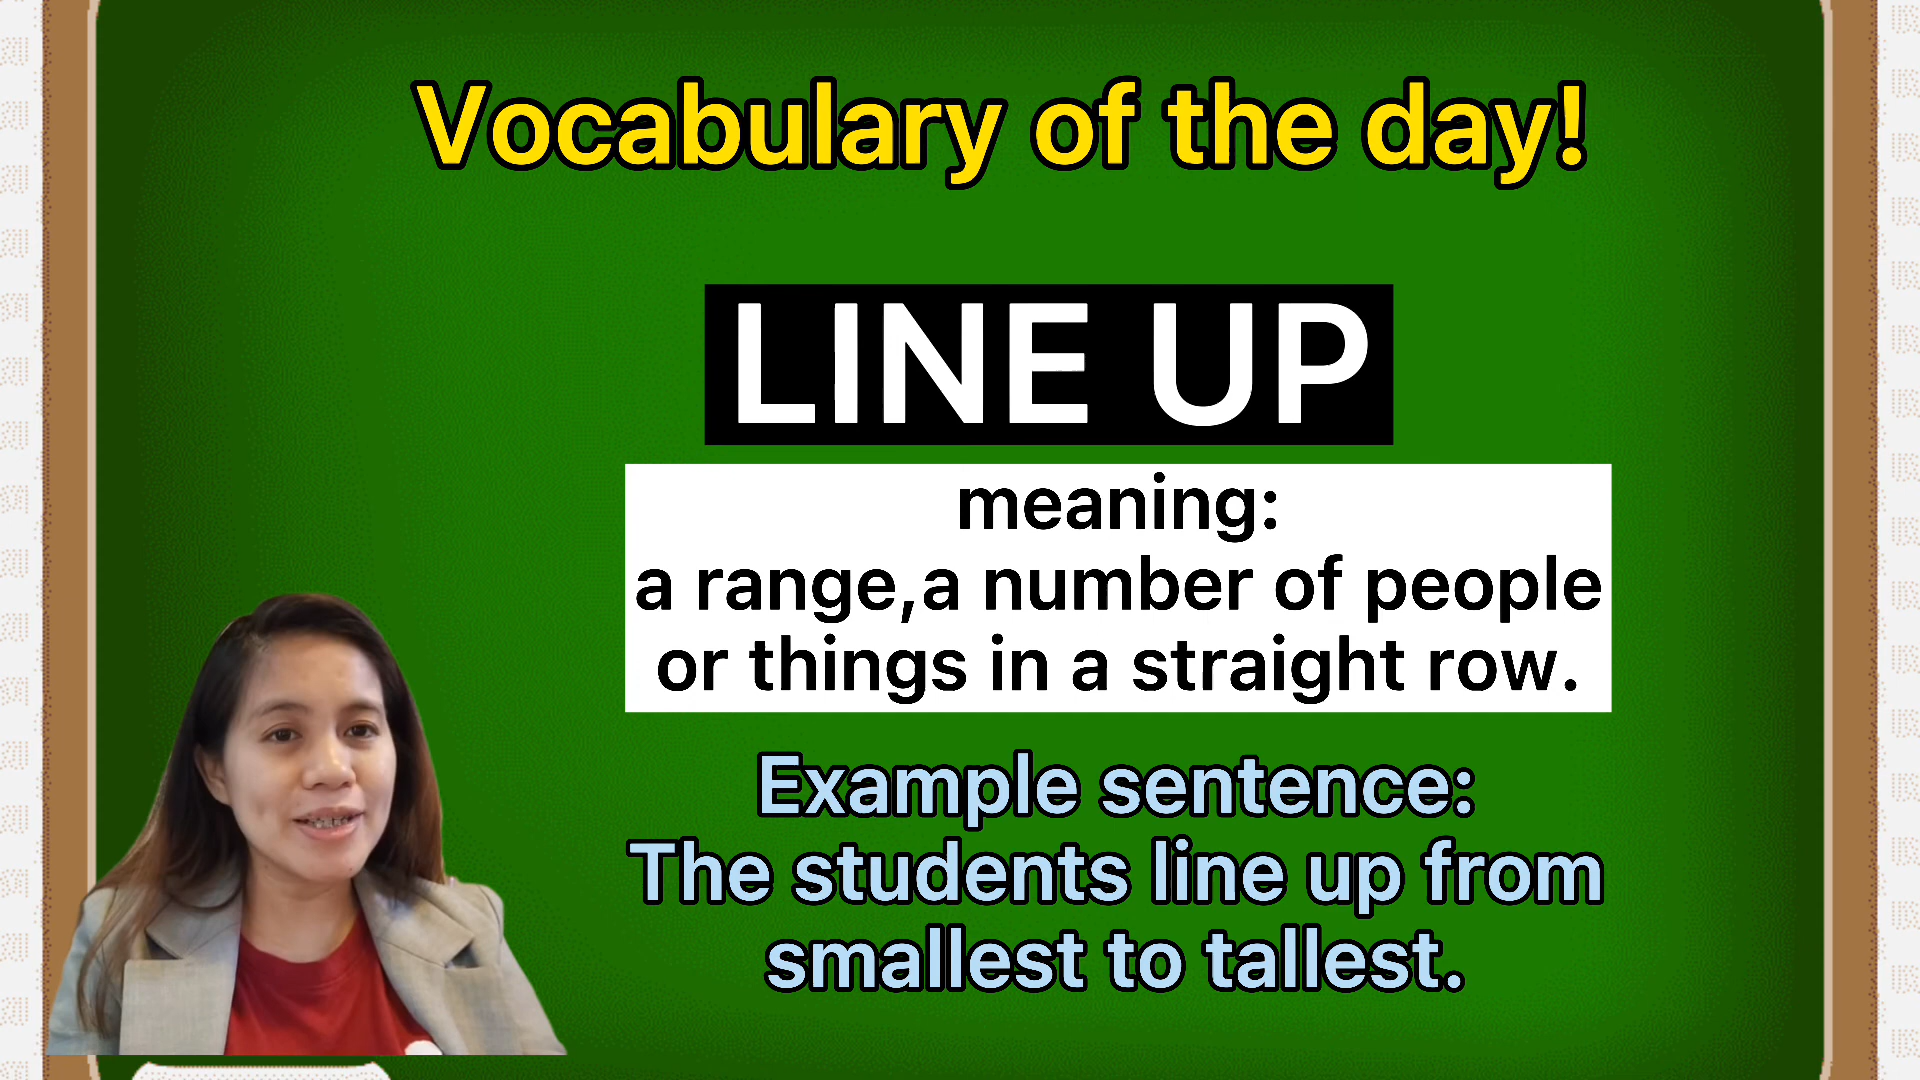 Vocabulary of the day!
LINE UP
meaning:
a range,a number of people
or things in a straight row.
Example sentence:
The students line up from
smallest to tallest.